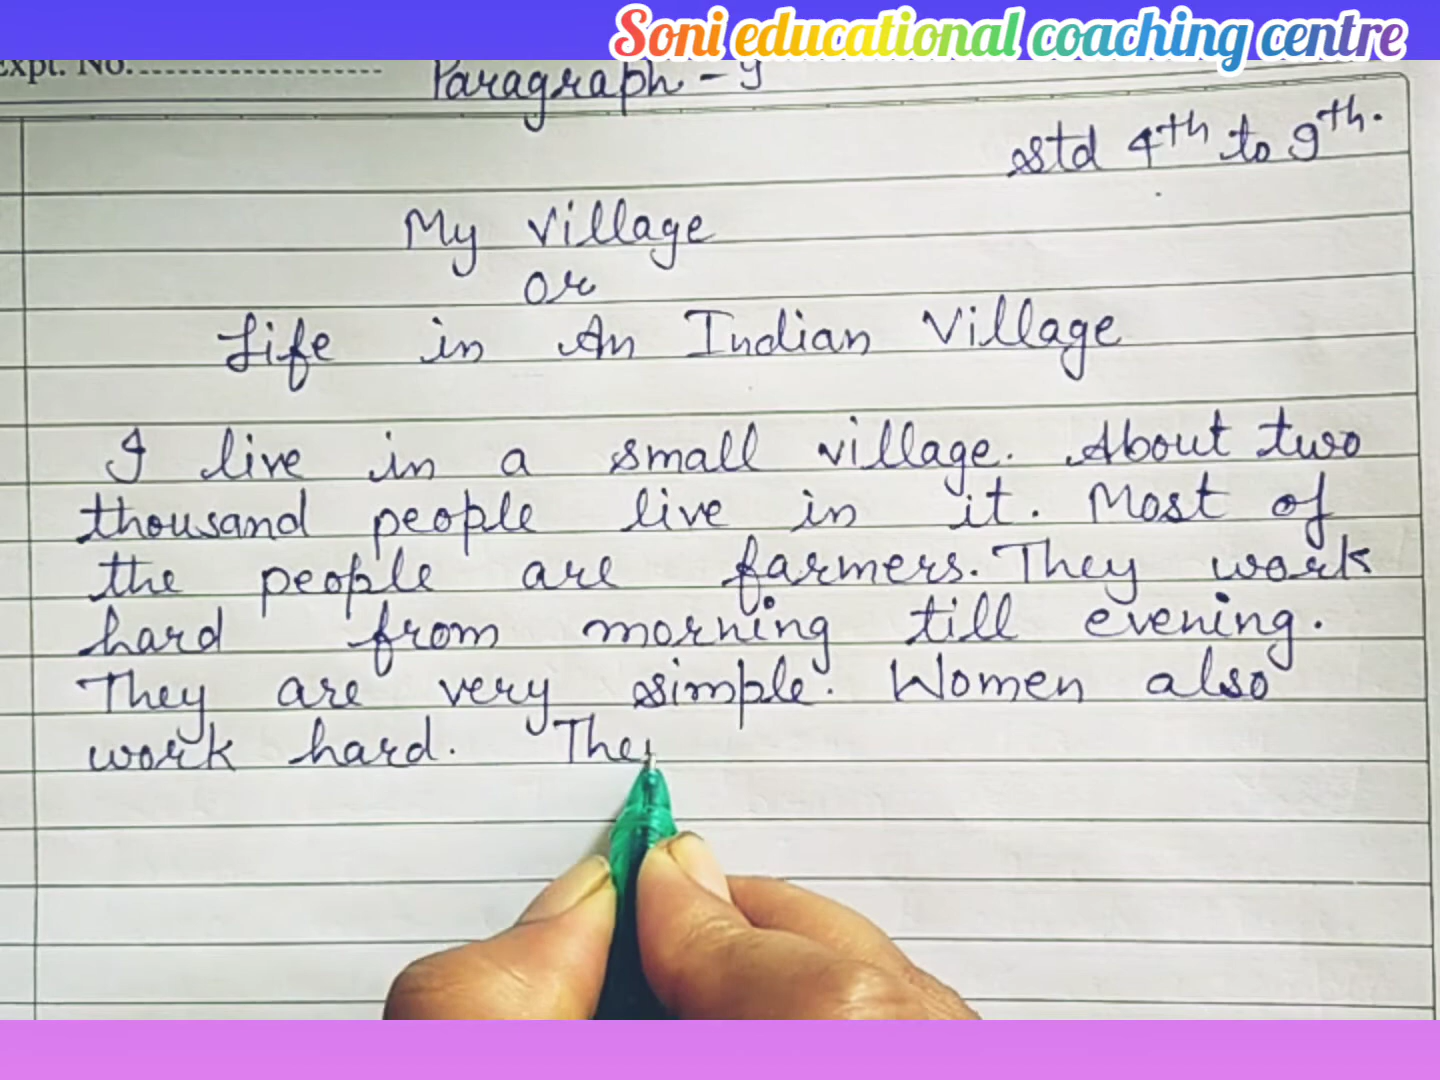 Soni educational coaching centre
Expt. No.
Paragraph - 9
std 4th to 9th.
My Village
or
Life in An Indian Village
I live in a small village. About two
thousand people live in it. Most of
the people are farmers. They work
hard from morning till evening.
They are very simple. Women also
work hard. The